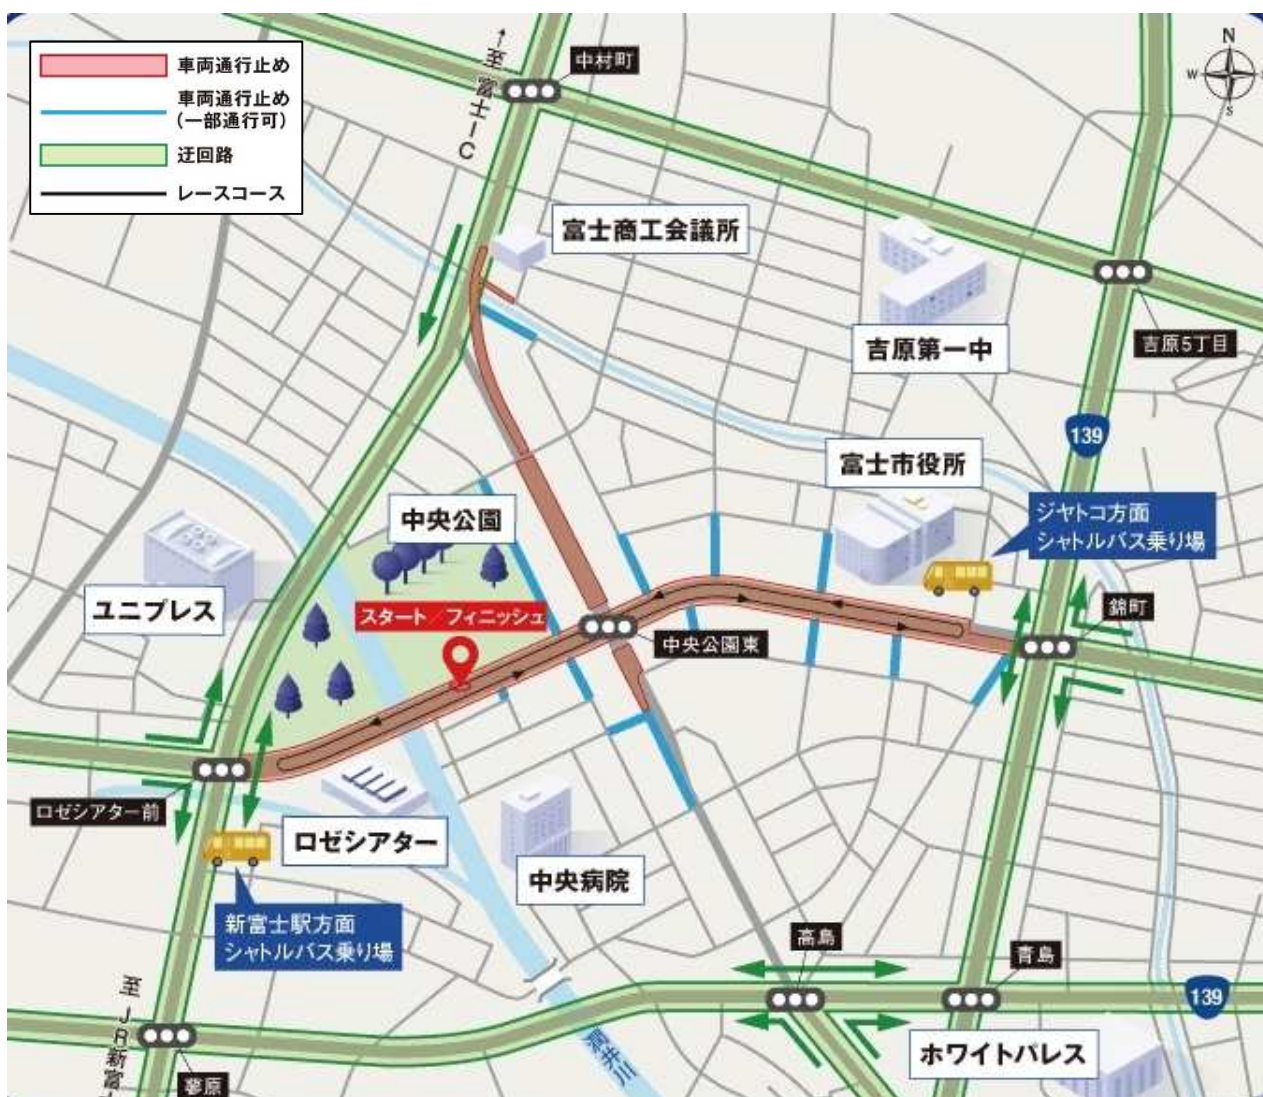 車両通行止め
車両通行止め
(一部通行可)
迂回路
レースコース
↑至 富士IC
中村町
N
W
S
富士商工会議所
吉原第一中
吉原5丁目
139
富士市役所
中央公園
ジヤトコ方面
シャトルバス乗り場
ユニプレス
スタート/フィニッシュ
錦町
中央公園東
ロゼシアター前
ロゼシアター
中央病院
新富士駅方面
シャトルバス乗り場
高島
青島
139
至 JR新富士
潤井川
ホワイトパレス
蓼原